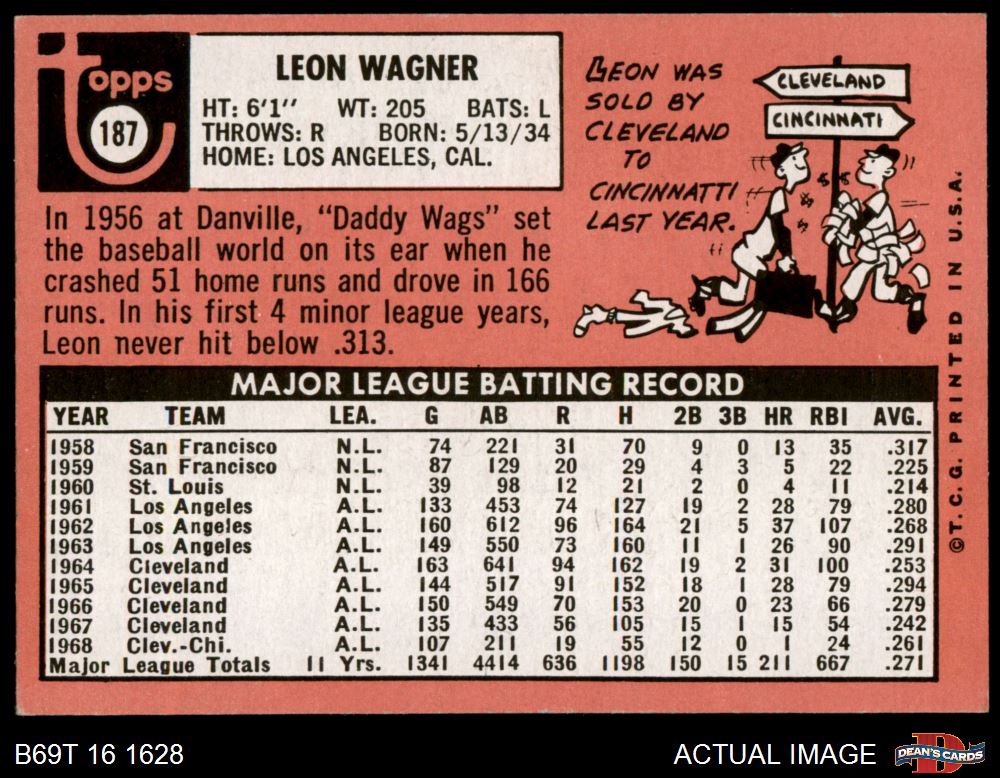 topps
187
LEON WAGNER
HT: 6'1" WT: 205 BATS: L
THROWS: R BORN: 5/13/34
HOME: LOS ANGELES, CAL.
LEON WAS
SOLD BY
CLEVELAND
TO
CINCINNATTI
LAST YEAR.
CLEVELAND
CINCINNATI
In 1956 at Danville, "Daddy Wags" set
the baseball world on its ear when he
crashed 51 home runs and drove in 166
runs. In his first 4 minor league years,
Leon never hit below .313.
MAJOR LEAGUE BATTING RECORD
YEAR TEAM LEA. G AB R H 2B 3B HR RBI AVG.
1958 San Francisco N.L. 74 221 31 70 9 0 13 35 .317
1959 San Francisco N.L. 87 129 20 29 4 3 5 22 .225
1960 St. Louis N.L. 39 98 12 21 2 0 4 11 .214
1961 Los Angeles A.L. 133 453 74 127 19 2 28 79 .280
1962 Los Angeles A.L. 160 612 96 164 21 5 37 107 .268
1963 Los Angeles A.L. 149 550 73 160 11 1 26 90 .291
1964 Cleveland A.L. 163 641 94 162 19 2 31 100 .253
1965 Cleveland A.L. 144 517 91 152 18 1 28 79 .294
1966 Cleveland A.L. 150 549 70 153 20 0 23 66 .279
1967 Cleveland A.L. 135 433 56 105 15 1 15 54 .242
1968 Clev.-Chi. A.L. 107 211 19 55 12 0 1 24 .261
Major League Totals 11 Yrs. 1341 4414 636 1198 150 15 211 667 .271
©T.C.G. PRINTED IN U.S.A.
B69T 16 1628
ACTUAL IMAGE
DEAN'S CARDS